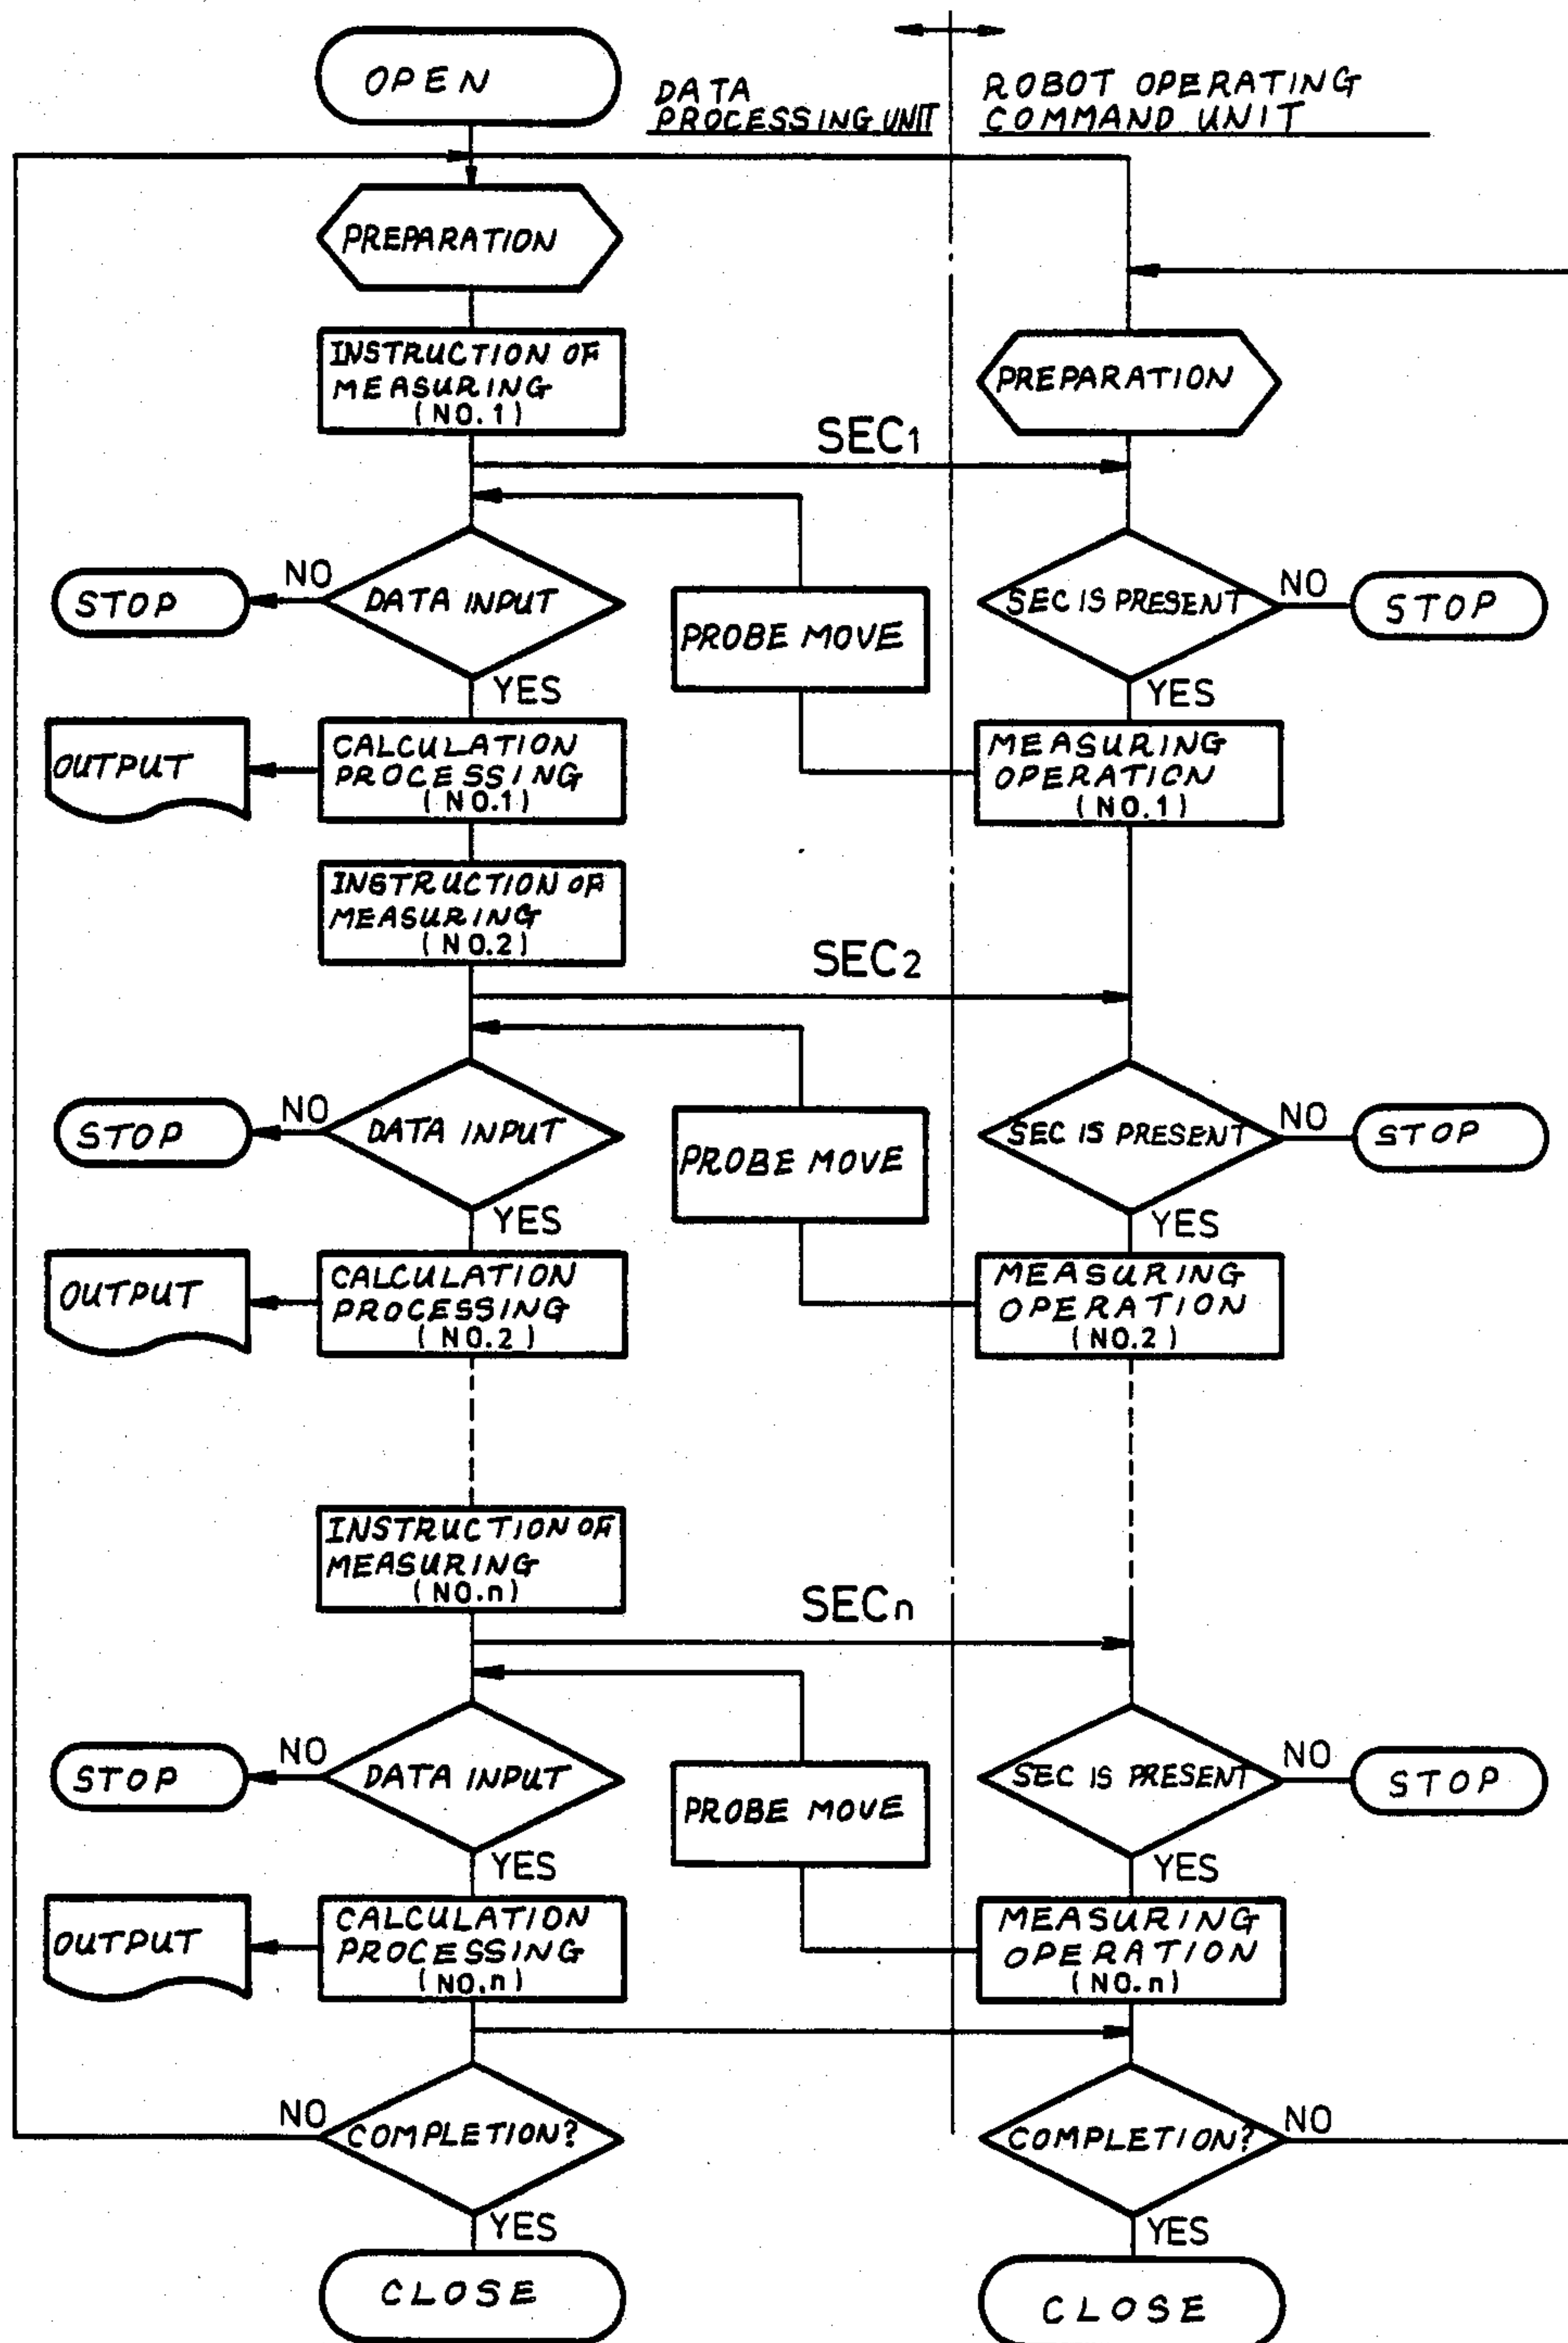 OPEN
DATA
PROCESSING UNIT
ROBOT OPERATING
COMMAND UNIT
PREPARATION
INSTRUCTION OF
MEASURING
(NO.1)
PREPARATION
SEC1
NO
STOP
DATA INPUT
YES
PROBE MOVE
SEC IS PRESENT
NO
STOP
YES
OUTPUT
CALCULATION
PROCESSING
(NO.1)
MEASURING
OPERATION
(NO.1)
INSTRUCTION OF
MEASURING
(NO.2)
SEC2
NO
STOP
DATA INPUT
YES
PROBE MOVE
SEC IS PRESENT
NO
STOP
YES
OUTPUT
CALCULATION
PROCESSING
(NO.2)
MEASURING
OPERATION
(NO.2)
INSTRUCTION OF
MEASURING
(NO.n)
SECn
NO
STOP
DATA INPUT
YES
PROBE MOVE
SEC IS PRESENT
NO
STOP
YES
OUTPUT
CALCULATION
PROCESSING
(NO.n)
MEASURING
OPERATION
(NO.n)
NO
COMPLETION?
YES
COMPLETION?
NO
YES
CLOSE
CLOSE